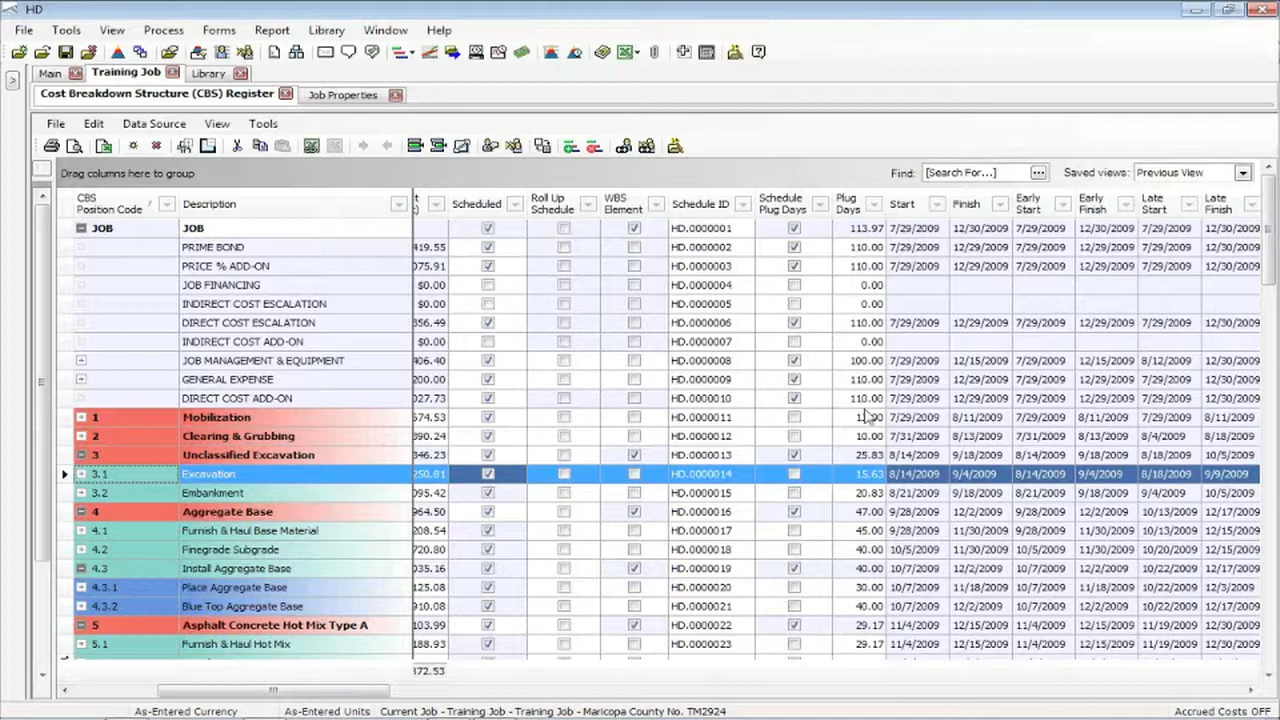 HD
File Tools View Process Forms Report Library Window Help
Main Training Job Library
Cost Breakdown Structure (CBS) Register Job Properties
File Edit Data Source View Tools
Drag columns here to group Find: [Search For...] Saved views: Previous View
CBS Position Code / Description Scheduled Roll Up Schedule WBS Element Schedule ID Schedule Plug Days Plug Days Start Finish Early Start Early Finish Late Start Late Finish
JOB JOB HD.0000001 113.97 7/29/2009 12/30/2009 7/29/2009 12/30/2009 7/29/2009 12/30/2009
PRIME BOND 419.55 HD.0000002 110.00 7/29/2009 12/29/2009 7/29/2009 12/29/2009 7/29/2009 12/30/2009
PRICE % ADD-ON 075.91 HD.0000003 110.00 7/29/2009 12/29/2009 7/29/2009 12/29/2009 7/29/2009 12/30/2009
JOB FINANCING $0.00 HD.0000004 0.00
INDIRECT COST ESCALATION $0.00 HD.0000005 0.00
DIRECT COST ESCALATION 356.49 HD.0000006 110.00 7/29/2009 12/29/2009 7/29/2009 12/29/2009 7/29/2009 12/30/2009
INDIRECT COST ADD-ON $0.00 HD.0000007 0.00
JOB MANAGEMENT & EQUIPMENT 406.40 HD.0000008 100.00 7/29/2009 12/15/2009 7/29/2009 12/15/2009 8/12/2009 12/30/2009
GENERAL EXPENSE 200.00 HD.0000009 110.00 7/29/2009 12/29/2009 7/29/2009 12/29/2009 7/29/2009 12/30/2009
DIRECT COST ADD-ON 027.73 HD.0000010 110.00 7/29/2009 12/29/2009 7/29/2009 12/29/2009 7/29/2009 12/30/2009
1 Mobilization 574.53 HD.0000011 7/29/2009 8/11/2009 7/29/2009 8/11/2009 7/29/2009 8/11/2009
2 Clearing & Grubbing 390.24 HD.0000012 10.00 7/31/2009 8/13/2009 7/31/2009 8/13/2009 8/4/2009 8/18/2009
3 Unclassified Excavation 346.23 HD.0000013 25.83 8/14/2009 9/18/2009 8/14/2009 9/18/2009 8/18/2009 10/5/2009
3.1 Excavation 250.81 HD.0000014 15.63 8/14/2009 9/4/2009 8/14/2009 9/4/2009 8/18/2009 9/9/2009
3.2 Embankment 095.42 HD.0000015 20.83 8/21/2009 9/18/2009 8/21/2009 9/18/2009 9/4/2009 10/5/2009
4 Aggregate Base 964.50 HD.0000016 47.00 9/28/2009 12/2/2009 9/28/2009 12/2/2009 10/13/2009 12/17/2009
4.1 Furnish & Haul Base Material 208.54 HD.0000017 45.00 9/28/2009 11/30/2009 9/28/2009 11/30/2009 10/13/2009 12/15/2009
4.2 Finegrade Subgrade 720.80 HD.0000018 40.00 10/5/2009 11/30/2009 10/5/2009 11/30/2009 10/20/2009 12/15/2009
4.3 Install Aggregate Base 035.16 HD.0000019 40.00 10/7/2009 12/2/2009 10/7/2009 12/2/2009 10/22/2009 12/17/2009
4.3.1 Place Aggregate Base 125.08 HD.0000020 30.00 10/7/2009 11/18/2009 10/7/2009 11/18/2009 10/22/2009 12/3/2009
4.3.2 Blue Top Aggregate Base 910.08 HD.0000021 40.00 10/7/2009 12/2/2009 10/7/2009 12/2/2009 10/22/2009 12/17/2009
5 Asphalt Concrete Hot Mix Type A 103.99 HD.0000022 29.17 11/4/2009 12/15/2009 11/4/2009 12/15/2009 11/19/2009 12/30/2009
5.1 Furnish & Haul Hot Mix 188.93 HD.0000023 29.17 11/4/2009 12/15/2009 11/4/2009 12/15/2009 11/19/2009 12/30/2009
372.53
As-Entered Currency As-Entered Units Current Job - Training Job - Training Job - Maricopa County No. TM2924 Accrued Costs OFF